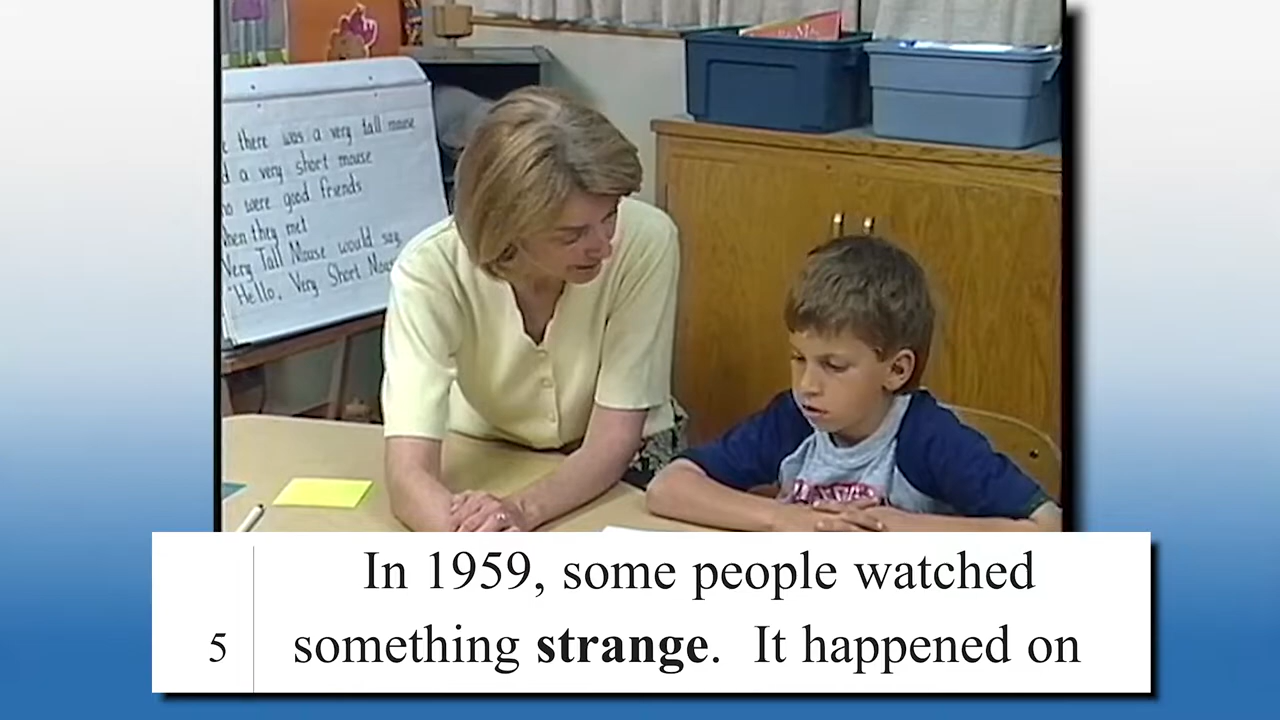 there was a very tall mouse
a very short mouse
were good friends
when they met
Very Tall Mouse would say,
"Hello, Very Short
In 1959, some people watched
5 something strange. It happened on